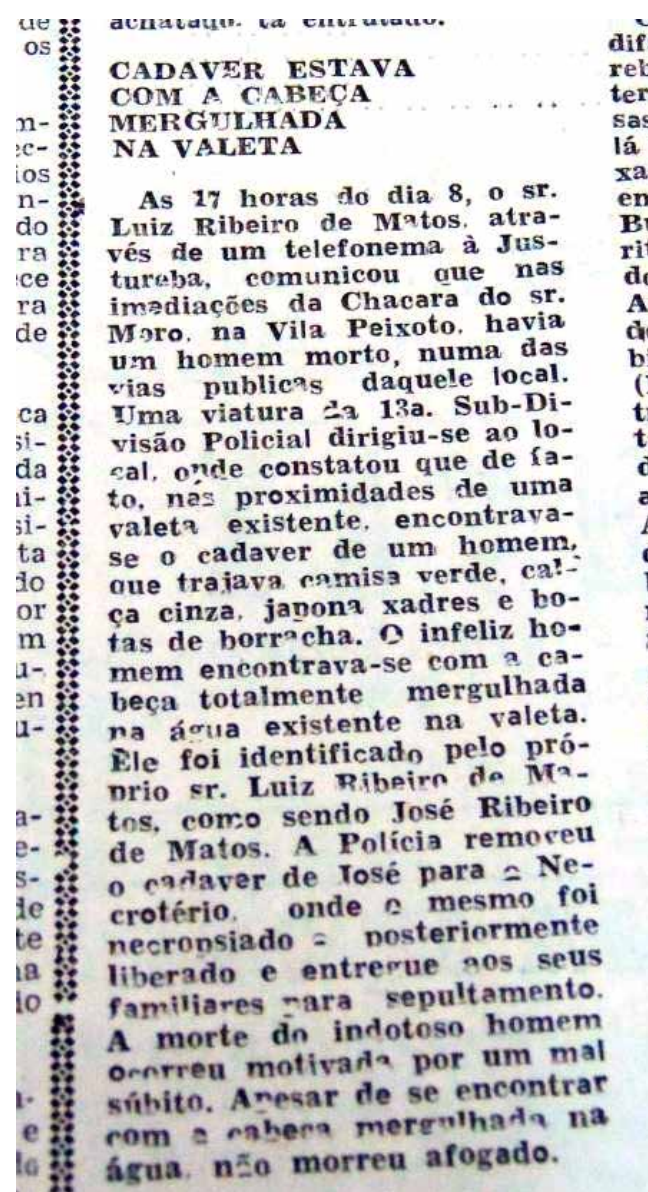 CADAVER ESTAVA
COM A CABEÇA
MERGULHADA
NA VALETA
As 17 horas do dia 8, o sr.
Luiz Ribeiro de Matos, atra-
vés de um telefonema à Jus-
tureba, comunicou que nas
imediações da Chacara do sr.
Moro, na Vila Peixoto, havia
um homem morto, numa das
vias publicas daquele local.
Uma viatura da 13a. Sub-Di-
visão Policial dirigiu-se ao lo-
cal, onde constatou que de fa-
to, nas proximidades de uma
valeta existente, encontrava-
se o cadaver de um homem,
que trajava camisa verde, cal-
ça cinza, japona xadres e bo-
tas de borracha. O infeliz ho-
mem encontrava-se com a ca-
beça totalmente mergulhada
na água existente na valeta.
Ele foi identificado pelo pró-
prio sr. Luiz Ribeiro de Ma-
tos, como sendo José Ribeiro
de Matos. A Polícia removeu
o cadaver de José para o Ne-
crotério, onde o mesmo foi
necropsiado e posteriormente
liberado e entregue aos seus
familiares para sepultamento.
A morte do indotoso homem
ocorreu motivada por um mal
súbito. Apesar de se encontrar
com a cabeça mergulhada na
água, não morreu afogado.